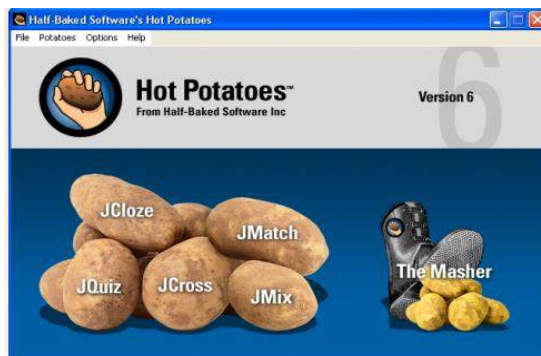 Half-Baked Software's Hot Potatoes
File Potatoes Options Help
Hot Potatoes™
From Half-Baked Software Inc
Version 6
6
JCloze
JMatch
JQuiz
JCross
JMix
The Masher